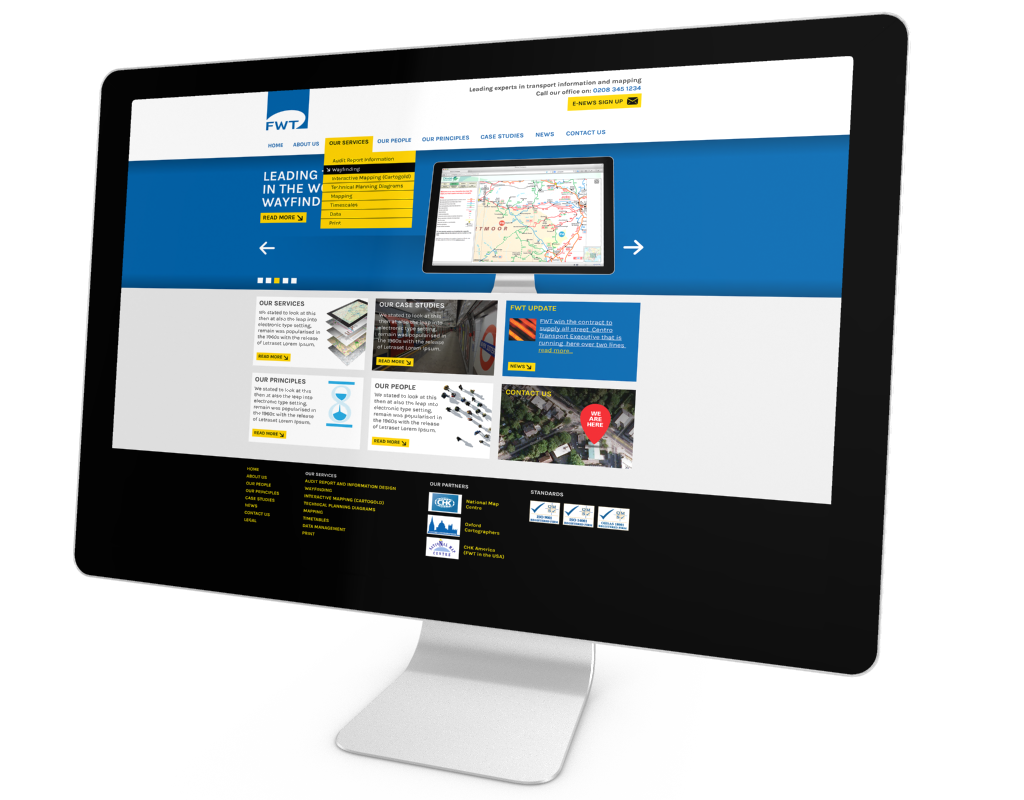 Leading experts in transport information and mapping
Call our office on: 0208 345 1234
E-NEWS SIGN UP
FWT
HOME
ABOUT US
OUR SERVICES
OUR PEOPLE
OUR PRINCIPLES
CASE STUDIES
NEWS
CONTACT US
Audit Report Information
Wayfinding
Interactive Mapping (Cartogold)
Technical Planning Diagrams
Mapping
Timescales
Data
Print
LEADING
IN THE W
WAYFIND
READ MORE
TMOOR
OUR SERVICES
We stated to look at this
then at also the leap into
electronic type setting,
remain was popularised in
the 1960s with the release
of Letraset Lorem Ipsum.
READ MORE
OUR CASE STUDIES
We stated to look at this
then at also the leap into
electronic type setting,
remain was popularised in
the 1960s with the release
of Letraset Lorem Ipsum.
READ MORE
FWT UPDATE
FWT win the contract to
supply all street Centro
Transport Executive that is
running here over two lines
read more..
NEWS
OUR PRINCIPLES
We stated to look at this
then at also the leap into
electronic type setting,
remain was popularised in
the 1960s with the release
of Letraset Lorem Ipsum.
READ MORE
OUR PEOPLE
We stated to look at this
then at also the leap into
electronic type setting,
remain was popularised in
the 1960s with the release
of Letraset Lorem Ipsum.
READ MORE
CONTACT US
WE
ARE
HERE
HOME
ABOUT US
OUR PEOPLE
OUR PRINCIPLES
CASE STUDIES
NEWS
CONTACT US
LEGAL
OUR SERVICES
AUDIT REPORT AND INFORMATION DESIGN
WAYFINDING
INTERACTIVE MAPPING (CARTOGOLD)
TECHNICAL PLANNING DIAGRAMS
MAPPING
TIMETABLES
DATA MANAGEMENT
PRINT
OUR PARTNERS
CHK
National Map
Centre
Oxford
Cartographers
CHK America
(FWT in the USA)
STANDARDS
QM
QM
QM